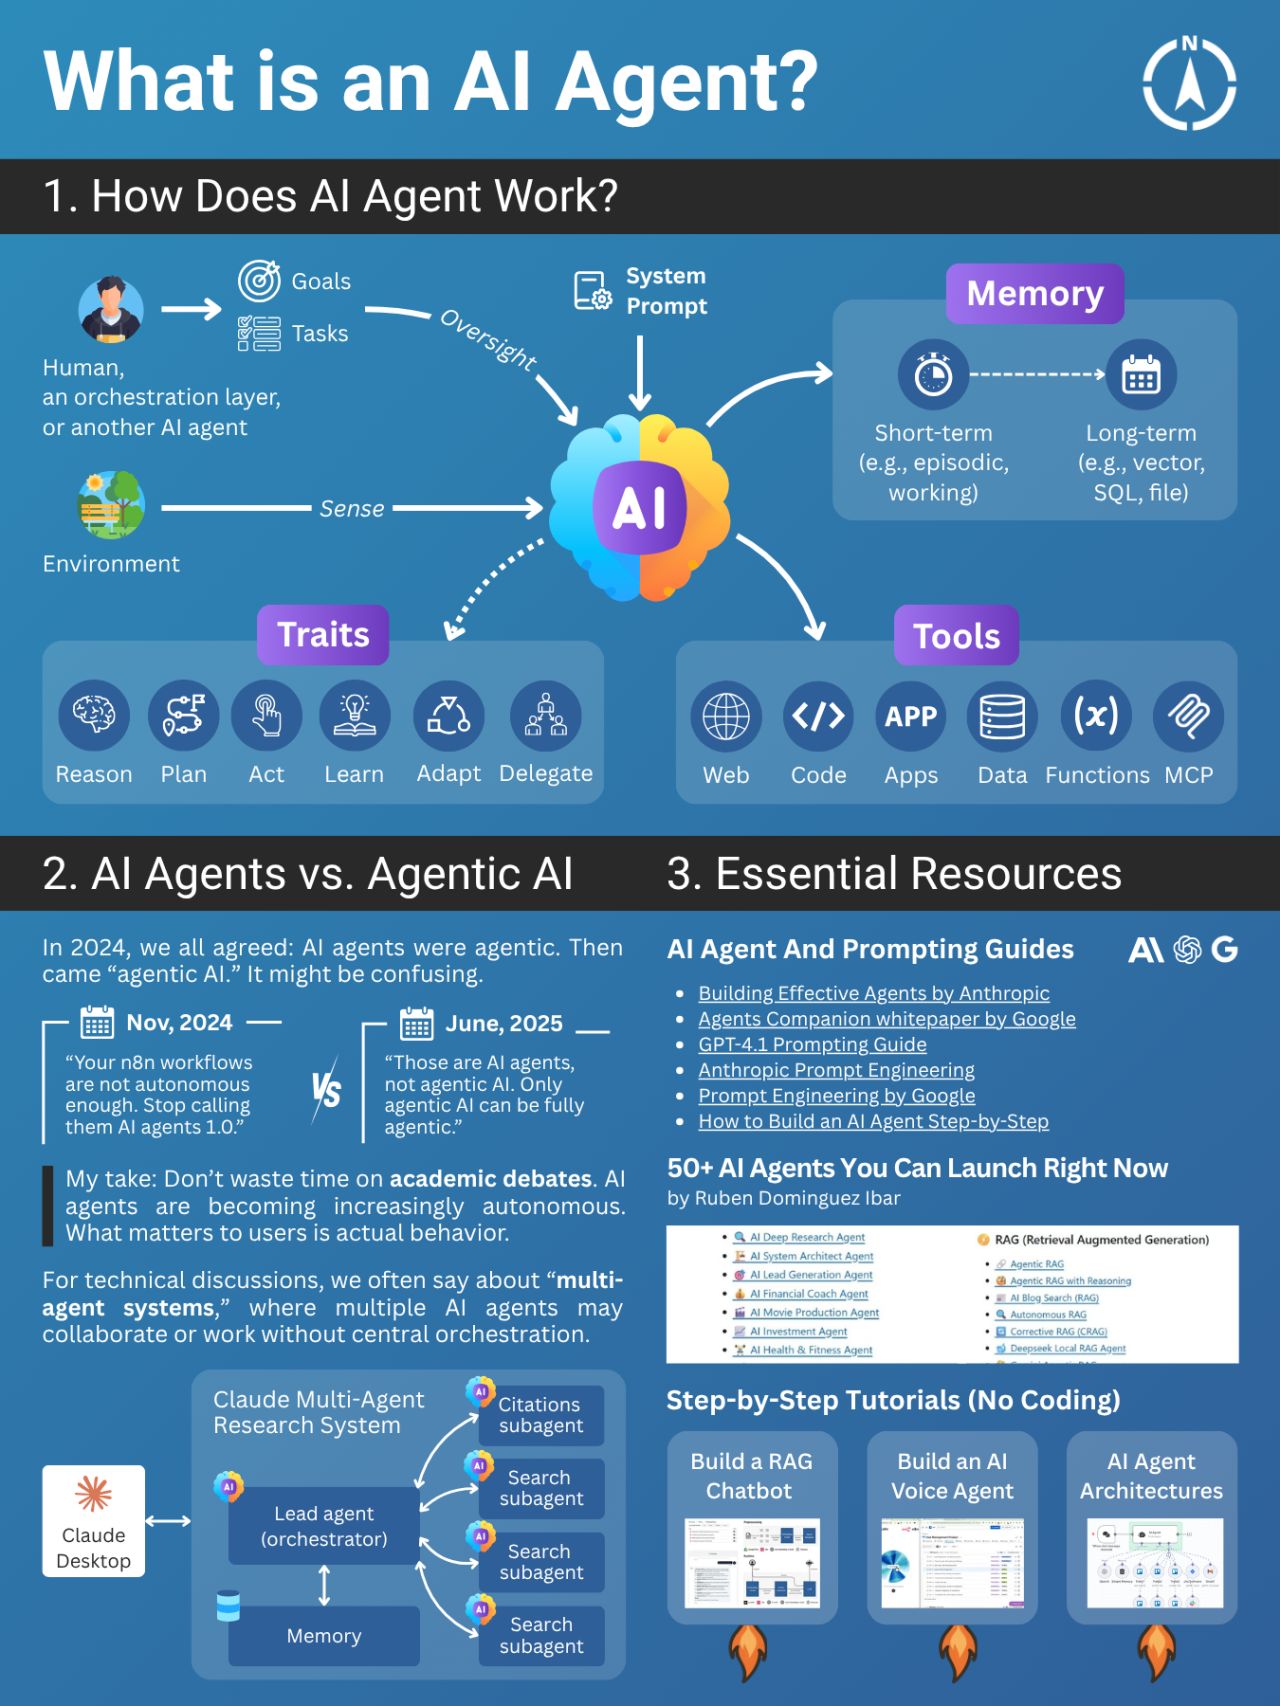 What is an AI Agent?
N
1. How Does AI Agent Work?
Goals
Tasks
Human,
an orchestration layer,
or another AI agent
Oversight
System
Prompt
Environment
Sense
AI
Memory
Short-term
(e.g., episodic,
working)
Long-term
(e.g., vector,
SQL, file)
Traits
Reason
Plan
Act
Learn
Adapt
Delegate
Tools
</>
APP
(x)
Web
Code
Apps
Data
Functions
MCP
2. AI Agents vs. Agentic AI
In 2024, we all agreed: AI agents were agentic. Then
came “agentic AI.” It might be confusing.
Nov, 2024
“Your n8n workflows
are not autonomous
enough. Stop calling
them AI agents 1.0.”
VS
June, 2025
“Those are AI agents,
not agentic AI. Only
agentic AI can be fully
agentic.”
My take: Don’t waste time on academic debates. AI
agents are becoming increasingly autonomous.
What matters to users is actual behavior.
For technical discussions, we often say about “multi-
agent systems,” where multiple AI agents may
collaborate or work without central orchestration.
Claude Multi-Agent
Research System
Claude
Desktop
AI
Lead agent
(orchestrator)
Memory
AI
Citations
subagent
AI
Search
subagent
AI
Search
subagent
AI
Search
subagent
3. Essential Resources
AI Agent And Prompting Guides
AI
G
Building Effective Agents by Anthropic
Agents Companion whitepaper by Google
GPT-4.1 Prompting Guide
Anthropic Prompt Engineering
Prompt Engineering by Google
How to Build an AI Agent Step-by-Step
50+ AI Agents You Can Launch Right Now
by Ruben Dominguez Ibar
AI Deep Research Agent
AI System Architect Agent
AI Lead Generation Agent
AI Financial Coach Agent
AI Movie Production Agent
AI Investment Agent
AI Health & Fitness Agent
RAG (Retrieval Augmented Generation)
Agentic RAG
Agentic RAG with Reasoning
AI Blog Search (RAG)
Autonomous RAG
Corrective RAG (CRAG)
Deepseek Local RAG Agent
Step-by-Step Tutorials (No Coding)
Build a RAG
Chatbot
Build an AI
Voice Agent
AI Agent
Architectures